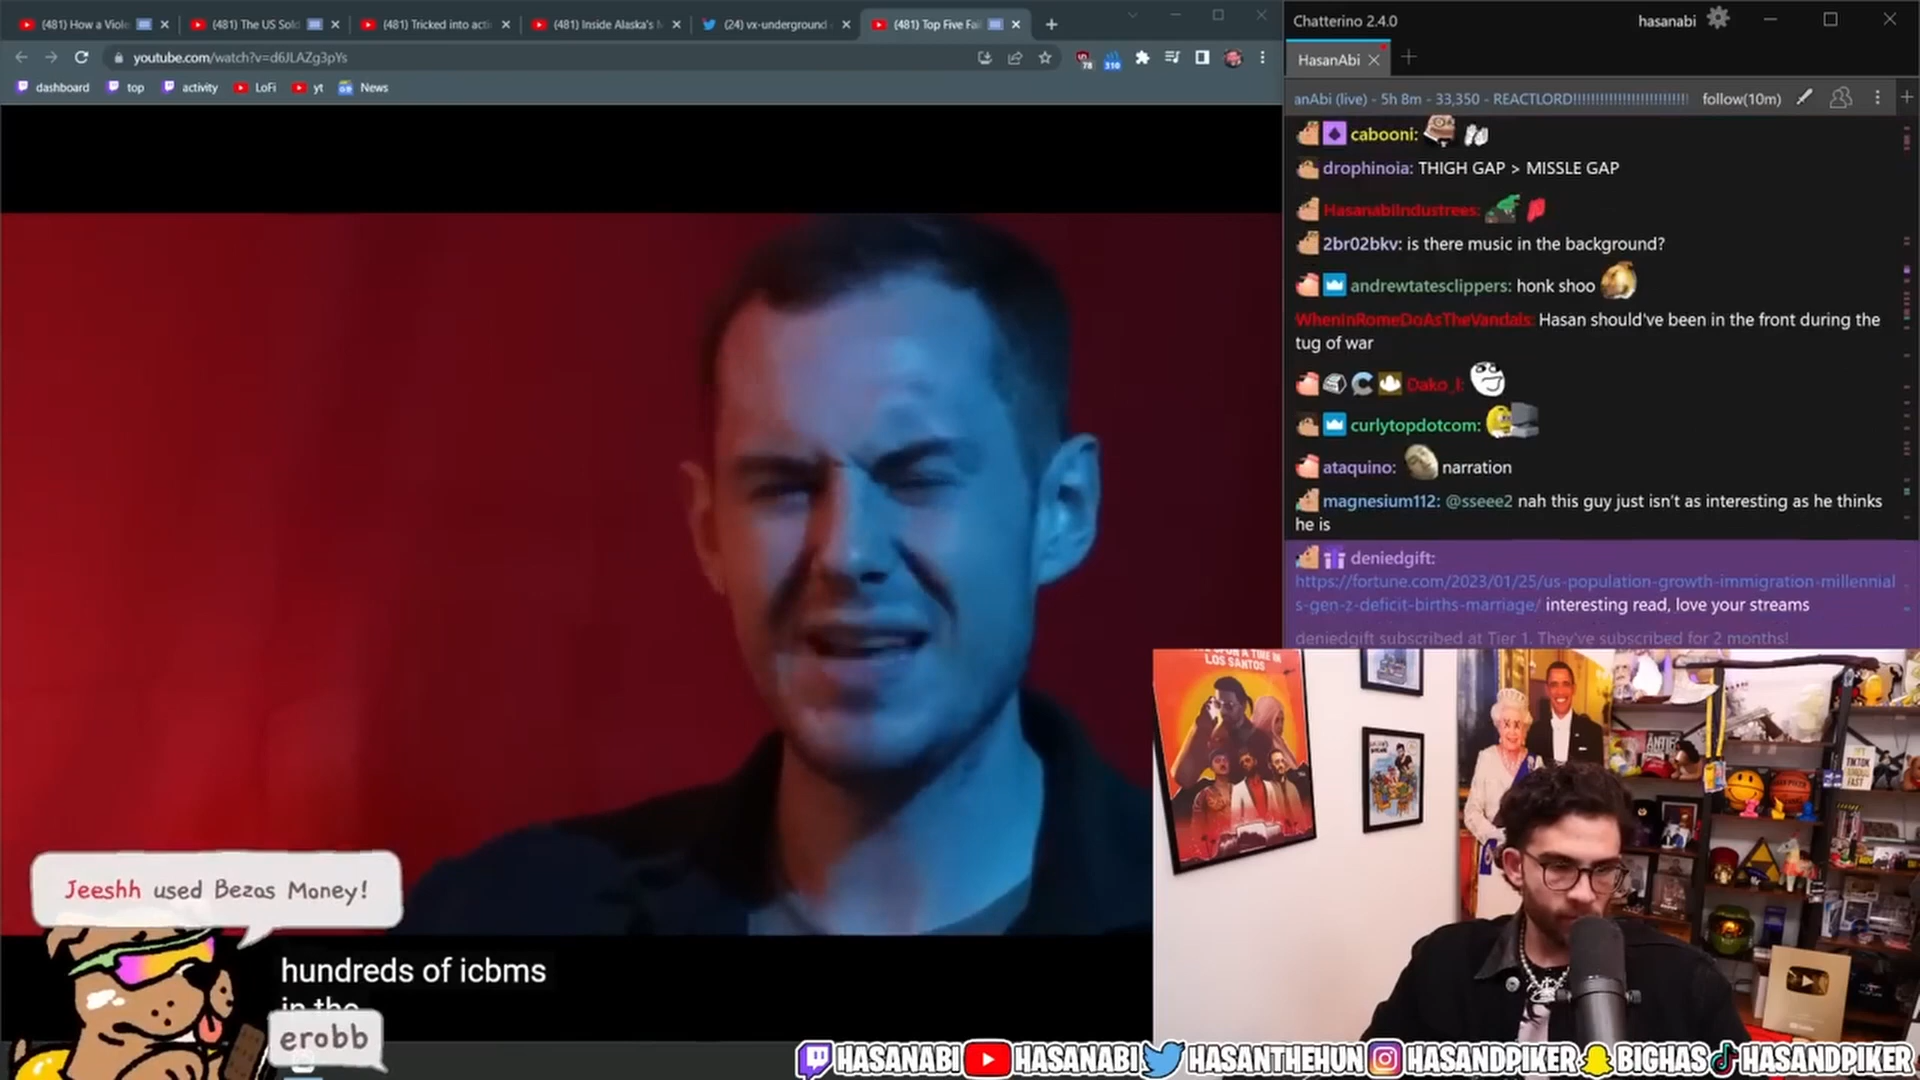 (481) How a Viole
(481) The US Sold
(481) Tricked into acti
(481) Inside Alaska's M
(24) vx-underground
(481) Top Five Fai
youtube.com/watch?v=d6JLAZg3pYs
78
310
dashboard
top
activity
LoFi
yt
News
Chatterino 2.4.0
hasanabi
HasanAbi
anAbi (live) - 5h 8m - 33,350 - REACTLORD!!!!!!!!!!!!!!!!!!!!!!!!!!
follow(10m)
cabooni:
drophinoia: THIGH GAP > MISSLE GAP
HasanabiIndustrees:
2br02bkv: is there music in the background?
andrewtatesclippers: honk shoo
WhenInRomeDoAsTheVandals: Hasan should've been in the front during the
tug of war
Dako_l:
curlytopdotcom:
ataquino: narration
magnesium112: @sseee2 nah this guy just isn't as interesting as he thinks
he is
deniedgift:
https://fortune.com/2023/01/25/us-population-growth-immigration-millennial
s-gen-z-deficit-births-marriage/ interesting read, love your streams
deniedgift subscribed at Tier 1. They've subscribed for 2 months!
LOS SANTOS
TIKTOK
FAST
Jeeshh used Bezos Money!
hundreds of icbms
in the
erobb
HASANABI HASANABI HASANTHEHUN HASANDPIKER BIGHAS HASANDPIKER